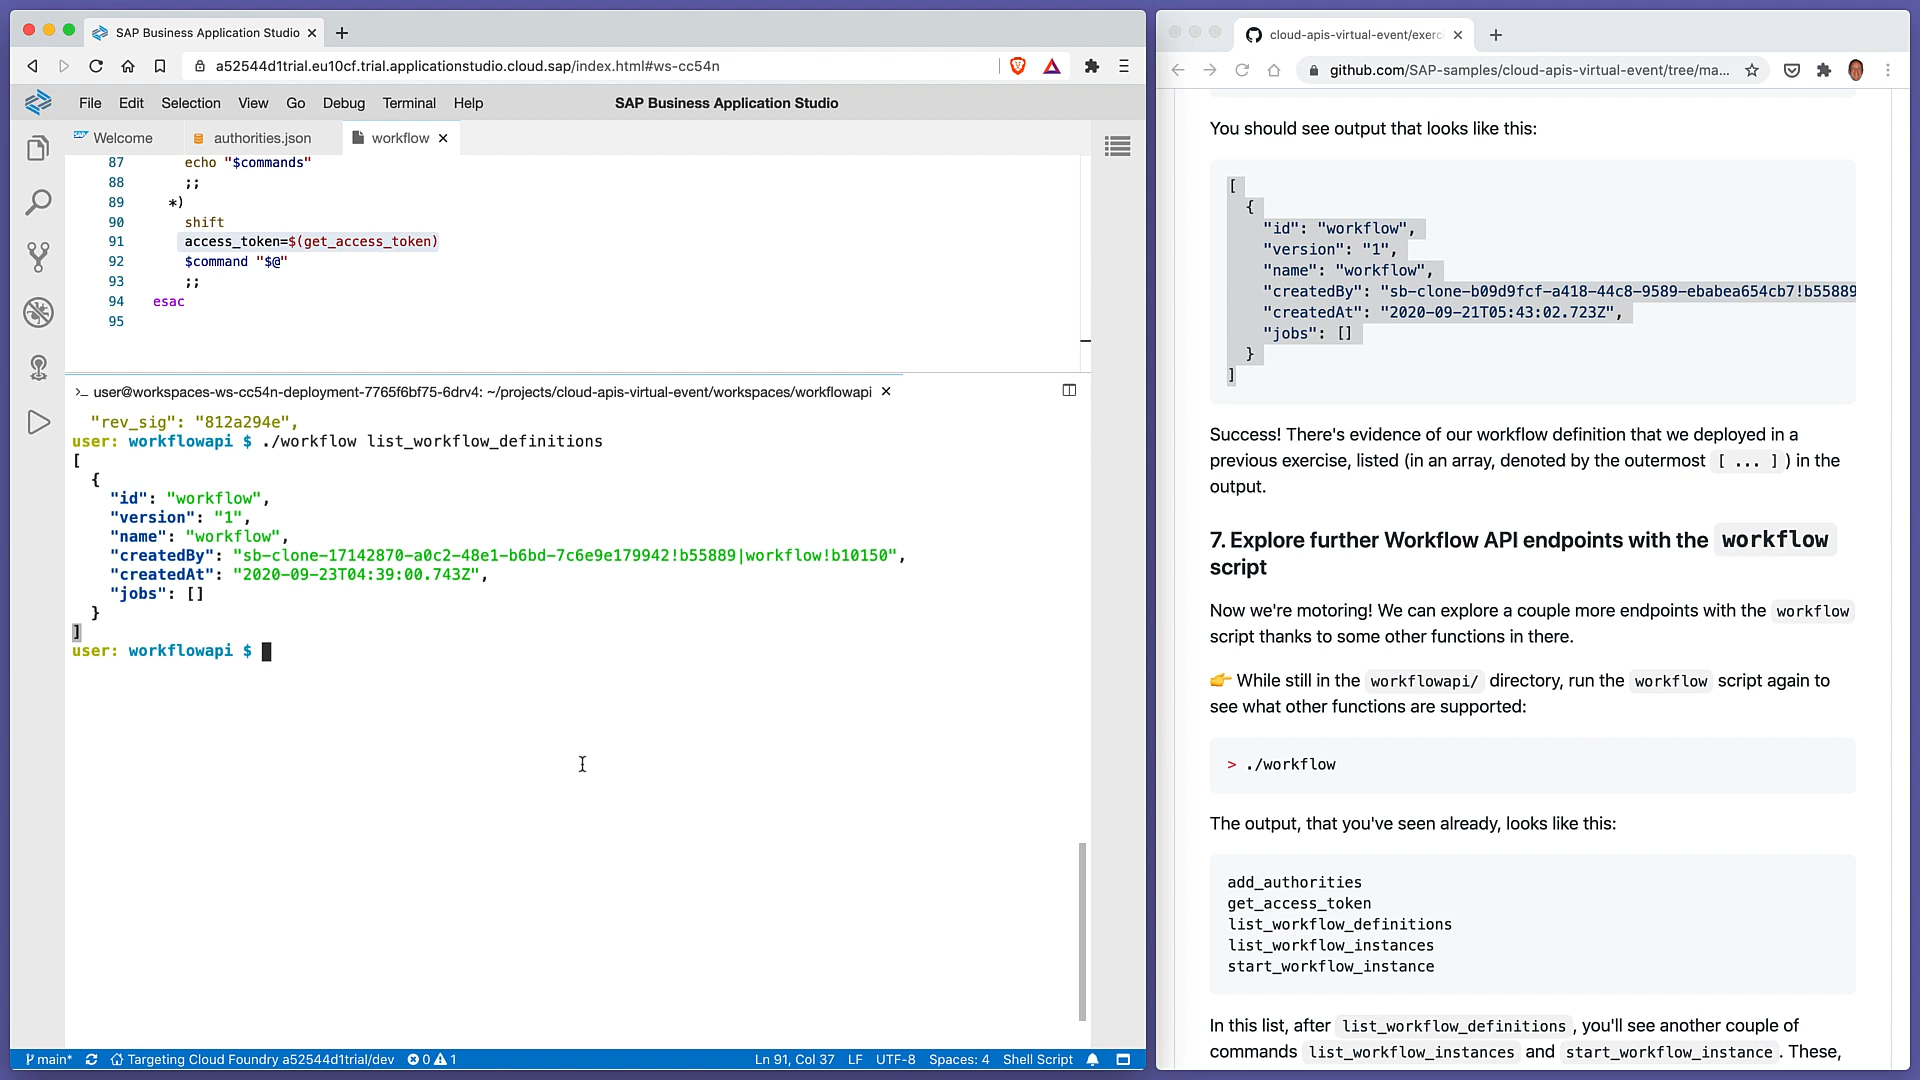 SAP Business Application Studio
a52544d1trial.eu10cf.trial.applicationstudio.cloud.sap/index.html#ws-cc54n
File Edit Selection View Go Debug Terminal Help
SAP Business Application Studio
Welcome
authorities.json
workflow
87 echo "$commands"
88 ;;
89 *)
90 shift
91 access_token=$(get_access_token)
92 $command "$@"
93 ;;
94 esac
95
>_ user@workspaces-ws-cc54n-deployment-7765f6bf75-6drv4: ~/projects/cloud-apis-virtual-event/workspaces/workflowapi
"rev_sig": "812a294e",
user: workflowapi $ ./workflow list_workflow_definitions
[
{
"id": "workflow",
"version": "1",
"name": "workflow",
"createdBy": "sb-clone-17142870-a0c2-48e1-b6bd-7c6e9e179942!b55889|workflow!b10150",
"createdAt": "2020-09-23T04:39:00.743Z",
"jobs": []
}
]
user: workflowapi $
main* Targeting Cloud Foundry a52544d1trial/dev 0 1 Ln 91, Col 37 LF UTF-8 Spaces: 4 Shell Script
cloud-apis-virtual-event/exerc
github.com/SAP-samples/cloud-apis-virtual-event/tree/ma...
You should see output that looks like this:
[
{
"id": "workflow",
"version": "1",
"name": "workflow",
"createdBy": "sb-clone-b09d9fcf-a418-44c8-9589-ebabea654cb7!b55889
"createdAt": "2020-09-21T05:43:02.723Z",
"jobs": []
}
]
Success! There's evidence of our workflow definition that we deployed in a
previous exercise, listed (in an array, denoted by the outermost [ ... ] ) in the
output.
7. Explore further Workflow API endpoints with the workflow
script
Now we're motoring! We can explore a couple more endpoints with the workflow
script thanks to some other functions in there.
👉 While still in the workflowapi/ directory, run the workflow script again to
see what other functions are supported:
> ./workflow
The output, that you've seen already, looks like this:
add_authorities
get_access_token
list_workflow_definitions
list_workflow_instances
start_workflow_instance
In this list, after list_workflow_definitions , you'll see another couple of
commands list_workflow_instances and start_workflow_instance . These,